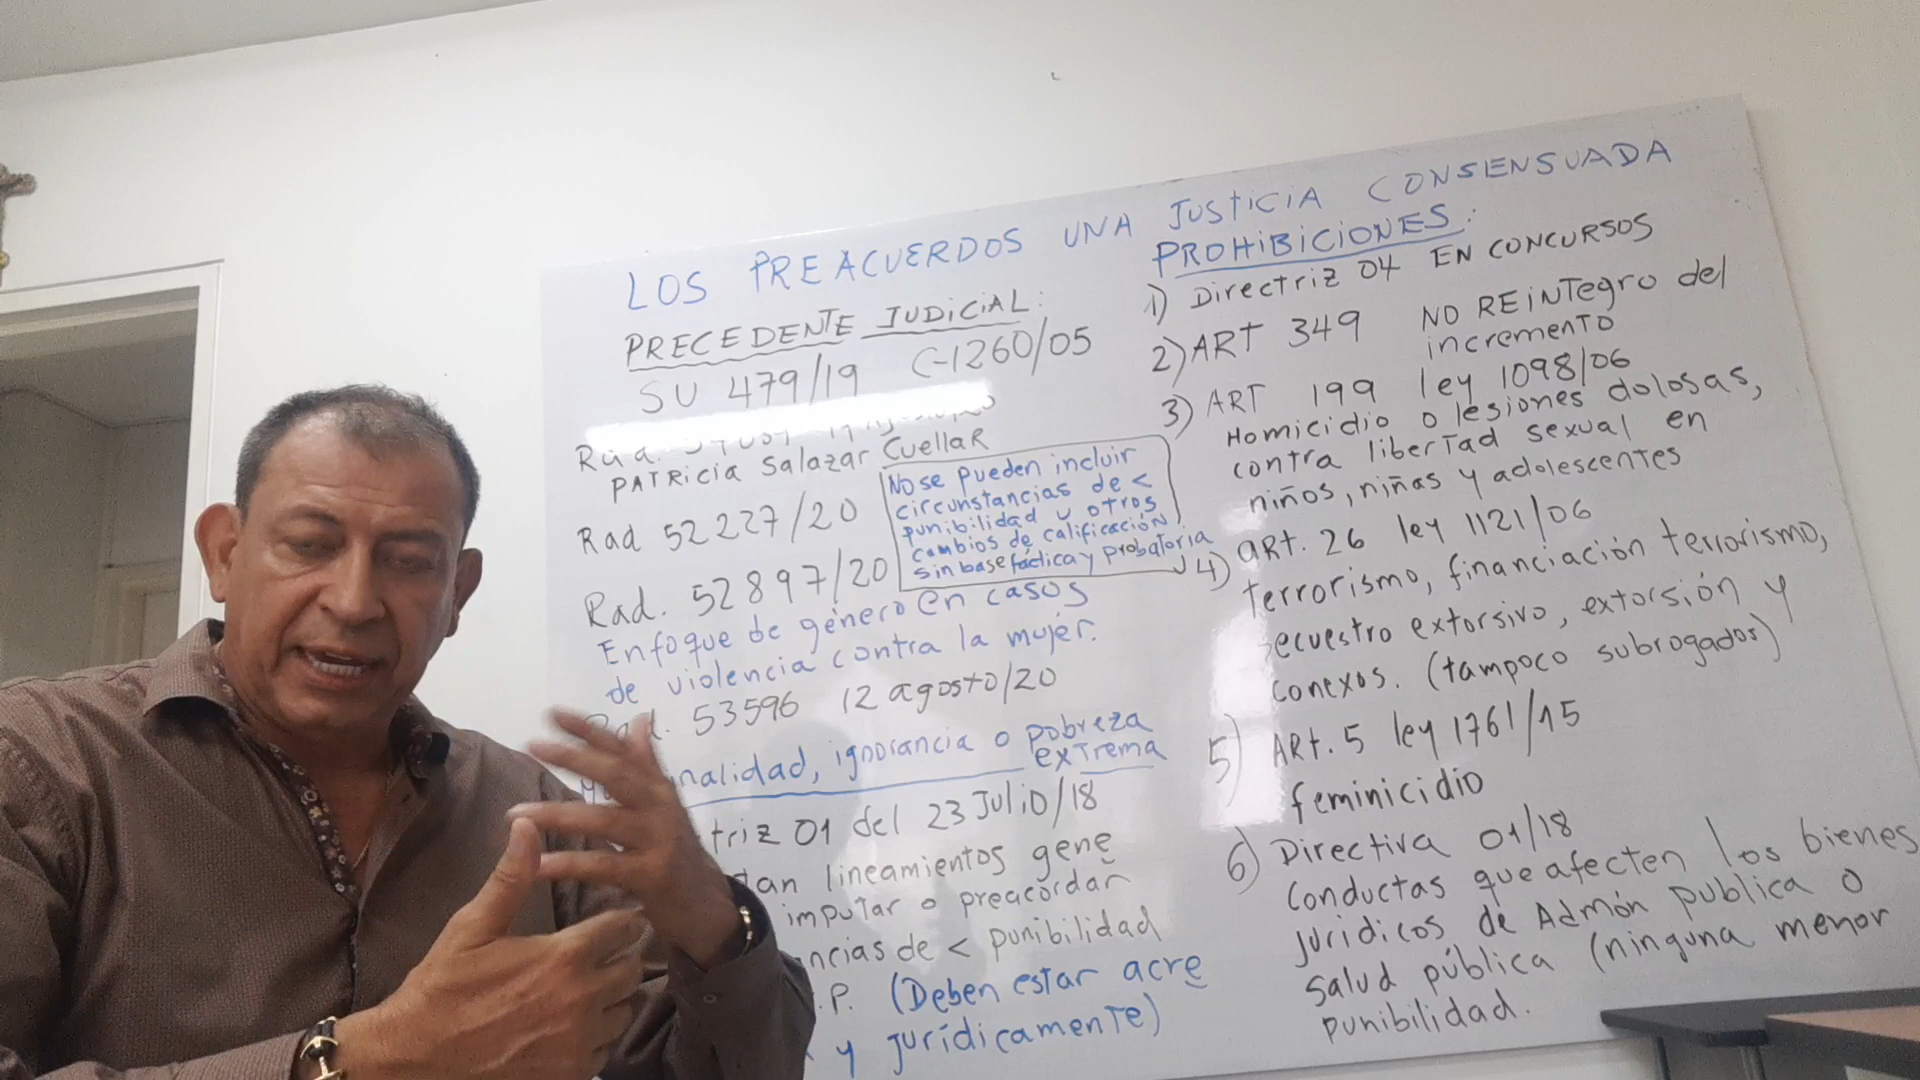 LOS PREACUERDOS UNA JUSTICIA CONSENSUADA
PRECEDENTE JUDICIAL:
SU 479/19 C-1260/05
PATRICIA Salazar CuellaR
Rad 52227/20
No se pueden incluir
circunstancias de <
punibilidad u otros
cambios de calificación
sin base fáctica y probatoria
Rad. 52897/20
Enfoque de género en casos
de violencia contra la mujer.
53596 12 agosto/20
ignorancia o pobreza
extrema
triz 01 del 23 Julio/18
tan lineamientos gene
imputar o preacordar
ncias de < punibilidad
.P. (Deben estar acre
y jurídicamente)
PROHIBICIONES:
1) Directriz 04 EN CONCURSOS
2) ART 349 NO REINTegro del
incremento
3) ART 199 ley 1098/06
Homicidio o lesiones dolosas,
contra libertad sexual en
niños, niñas y adolescentes
4) art. 26 ley 1121/06
terrorismo, financiación terrorismo,
secuestro extorsivo, extorsión y
conexos. (tampoco subrogados)
5) ARt. 5 ley 1761/15
feminicidio
6) Directiva 01/18
conductas que afecten los bienes
jurídicos de Admón pública o
salud pública (ninguna menor
punibilidad.